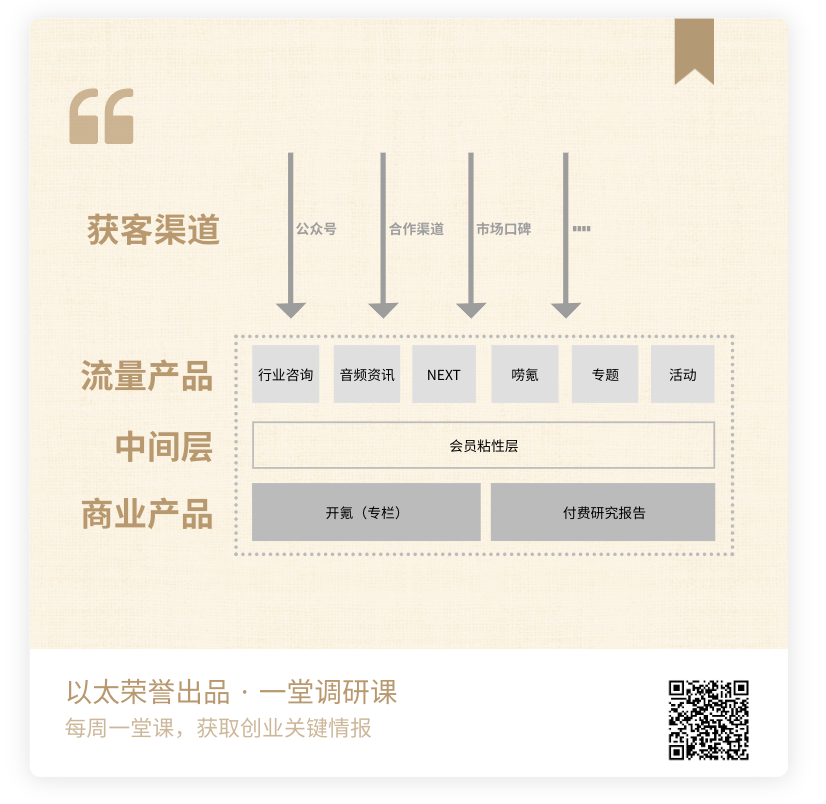 获客渠道
公众号
合作渠道
市场口碑
流量产品
行业咨询
音频资讯
NEXT
唠氪
专题
活动
中间层
会员粘性层
商业产品
开氪（专栏）
付费研究报告
以太荣誉出品 · 一堂调研课
每周一堂课，获取创业关键情报